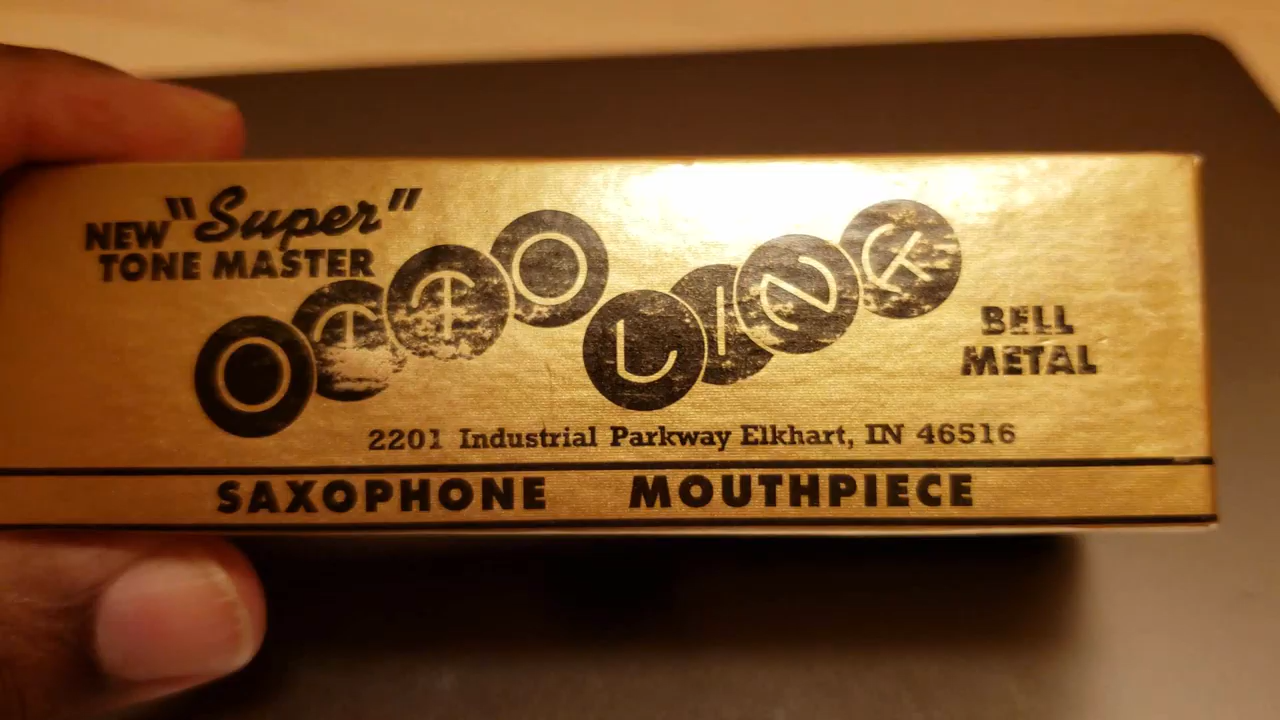 NEW "Super"
TONE MASTER
OTTO LINK
BELL
METAL
2201 Industrial Parkway Elkhart, IN 46516
SAXOPHONE MOUTHPIECE